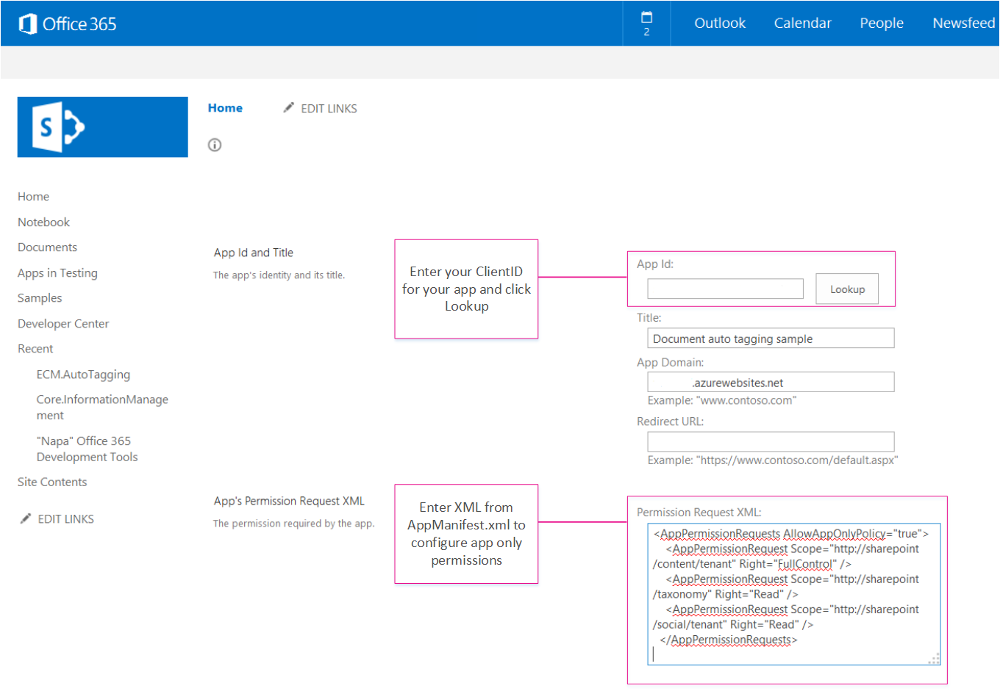 Office 365
2
Outlook
Calendar
People
Newsfeed
S
Home
EDIT LINKS
Home
Notebook
Documents
Apps in Testing
Samples
Developer Center
Recent
ECM.AutoTagging
Core.InformationManage
ment
"Napa" Office 365
Development Tools
Site Contents
EDIT LINKS
App Id and Title
The app's identity and its title.
Enter your ClientID
for your app and click
Lookup
App Id:
Lookup
Title:
Document auto tagging sample
App Domain:
.azurewebsites.net
Example: "www.contoso.com"
Redirect URL:
Example: "https://www.contoso.com/default.aspx"
App's Permission Request XML
The permission required by the app.
Enter XML from
AppManifest.xml to
configure app only
permissions
Permission Request XML:
<AppPermissionRequests AllowAppOnlyPolicy="true">
<AppPermissionRequest Scope="http://sharepoint
/content/tenant" Right="FullControl" />
<AppPermissionRequest Scope="http://sharepoint
/taxonomy" Right="Read" />
<AppPermissionRequest Scope="http://sharepoint
/social/tenant" Right="Read" />
</AppPermissionRequests>